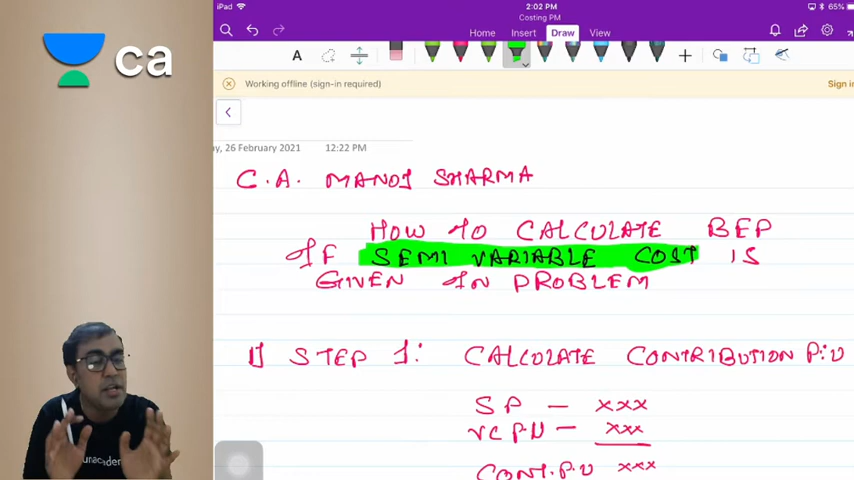 iPad
2:02 PM
65%
Costing PM
Home Insert Draw View
ca
A
Working offline (sign-in required)
Sign in
y, 26 February 2021 12:22 PM
C.A. MANOJ SHARMA
HOW TO CALCULATE BEP
IF SEMI VARIABLE COST IS
GIVEN IN PROBLEM
1] STEP 1: CALCULATE CONTRIBUTION P.U
SP - xxx
VC P.U - xxx
CONT. P.U xxx